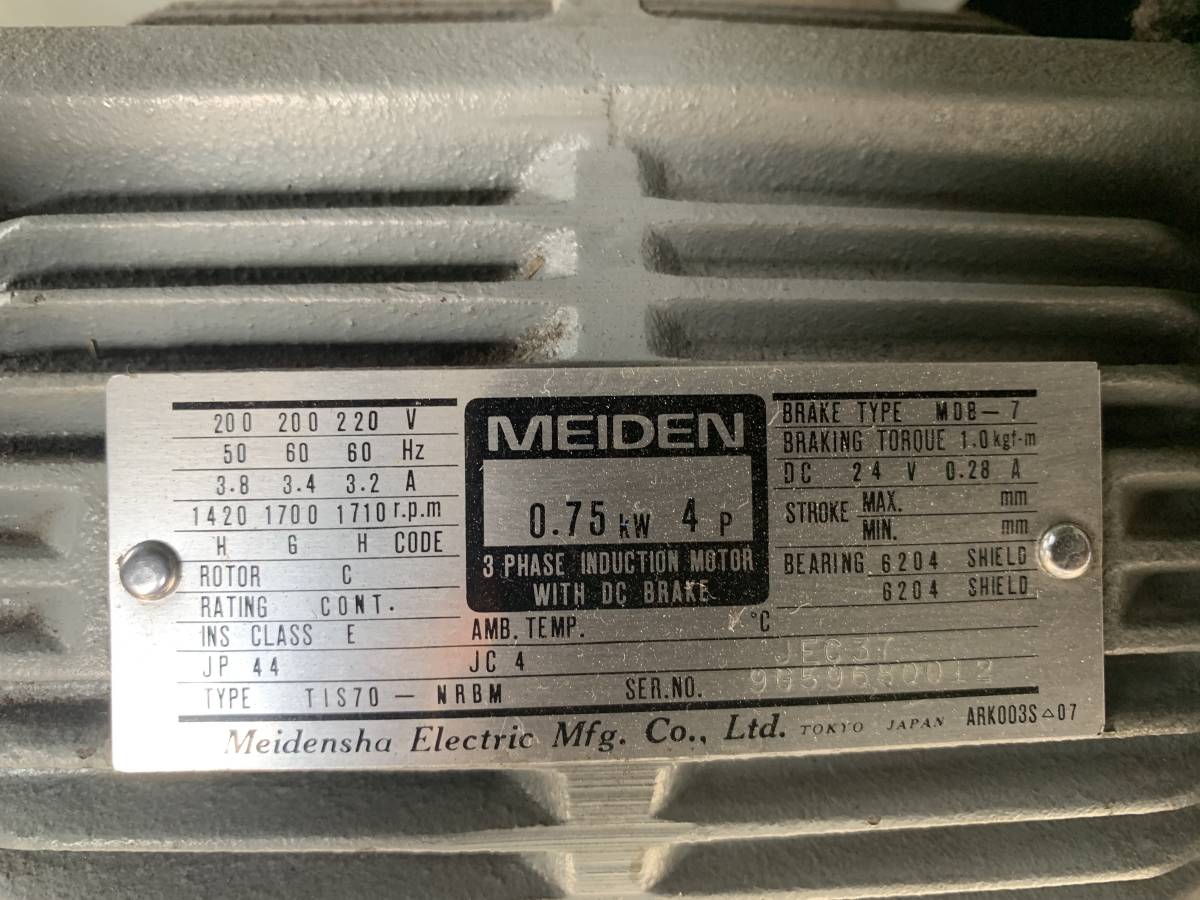 200 200 220 V
50 60 60 Hz
3.8 3.4 3.2 A
1420 1700 1710 r.p.m
H G H CODE
ROTOR C
RATING CONT.
INS CLASS E
JP 44
JC 4
TYPE TIS70-NRBM
MEIDEN
0.75 kW 4 P
3 PHASE INDUCTION MOTOR
WITH DC BRAKE
AMB. TEMP. °C
BRAKE TYPE MDB-7
BRAKING TORQUE 1.0 kgf-m
DC 24 V 0.28 A
STROKE MAX. mm
MIN. mm
BEARING 6204 SHIELD
6204 SHIELD
JEC37
SER.NO.
Meidensha Electric Mfg. Co., Ltd. TOKYO JAPAN ARK003S△07